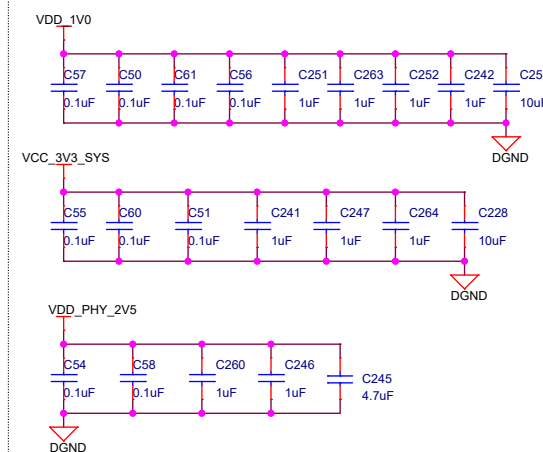 VDD_1V0
C57 C50 C61 C56 C251 C263 C252 C242
0.1uF 0.1uF 0.1uF 0.1uF 1uF 1uF 1uF 1uF
DGND
VCC_3V3_SYS
C55 C60 C51 C241 C247 C264 C228
0.1uF 0.1uF 0.1uF 1uF 1uF 1uF 10uF
DGND
VDD_PHY_2V5
C54 C58 C260 C246 C245
0.1uF 0.1uF 1uF 1uF 4.7uF
DGND